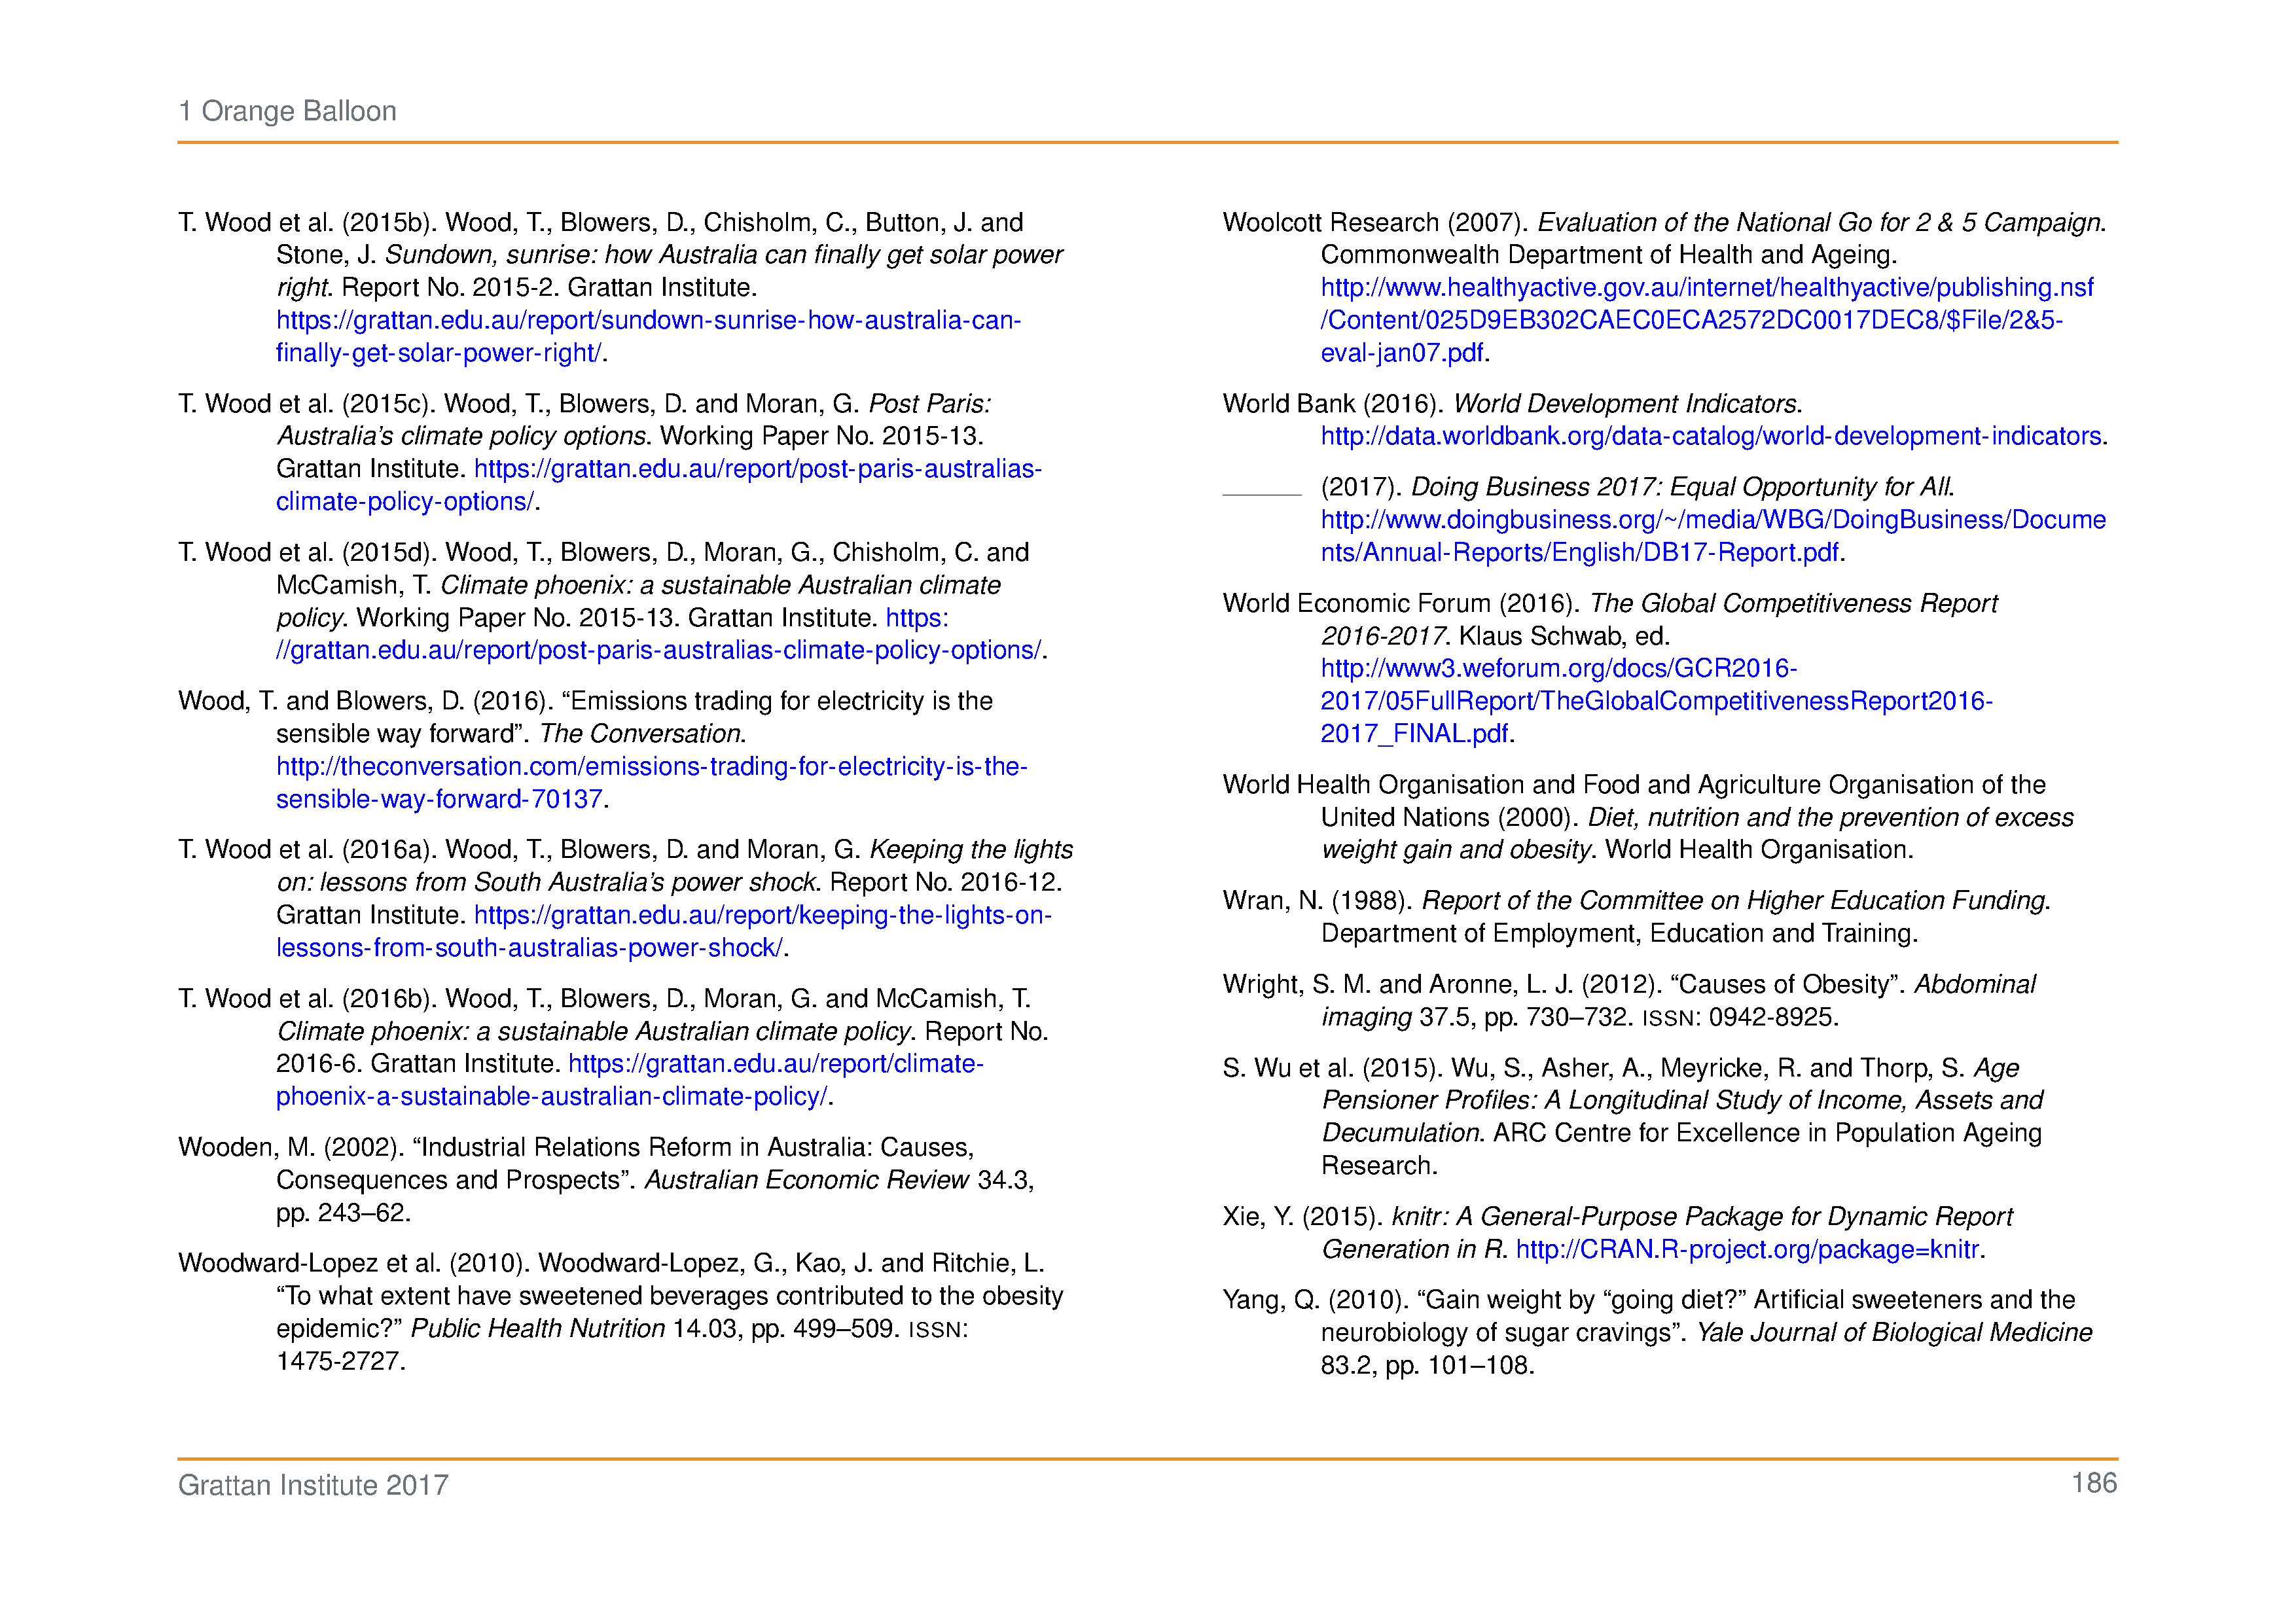 1 Orange Balloon
T. Wood et al. (2015b). Wood, T., Blowers, D., Chisholm, C., Button, J. and
Stone, J. Sundown, sunrise: how Australia can finally get solar power
right. Report No. 2015-2. Grattan Institute.
https://grattan.edu.au/report/sundown-sunrise-how-australia-can-
finally-get-solar-power-right/.
T. Wood et al. (2015c). Wood, T., Blowers, D. and Moran, G. Post Paris:
Australia’s climate policy options. Working Paper No. 2015-13.
Grattan Institute. https://grattan.edu.au/report/post-paris-australias-
climate-policy-options/.
T. Wood et al. (2015d). Wood, T., Blowers, D., Moran, G., Chisholm, C. and
McCamish, T. Climate phoenix: a sustainable Australian climate
policy. Working Paper No. 2015-13. Grattan Institute. https:
//grattan.edu.au/report/post-paris-australias-climate-policy-options/.
Wood, T. and Blowers, D. (2016). “Emissions trading for electricity is the
sensible way forward”. The Conversation.
http://theconversation.com/emissions-trading-for-electricity-is-the-
sensible-way-forward-70137.
T. Wood et al. (2016a). Wood, T., Blowers, D. and Moran, G. Keeping the lights
on: lessons from South Australia’s power shock. Report No. 2016-12.
Grattan Institute. https://grattan.edu.au/report/keeping-the-lights-on-
lessons-from-south-australias-power-shock/.
T. Wood et al. (2016b). Wood, T., Blowers, D., Moran, G. and McCamish, T.
Climate phoenix: a sustainable Australian climate policy. Report No.
2016-6. Grattan Institute. https://grattan.edu.au/report/climate-
phoenix-a-sustainable-australian-climate-policy/.
Wooden, M. (2002). “Industrial Relations Reform in Australia: Causes,
Consequences and Prospects”. Australian Economic Review 34.3,
pp. 243–62.
Woodward-Lopez et al. (2010). Woodward-Lopez, G., Kao, J. and Ritchie, L.
“To what extent have sweetened beverages contributed to the obesity
epidemic?” Public Health Nutrition 14.03, pp. 499–509. ISSN:
1475-2727.
Woolcott Research (2007). Evaluation of the National Go for 2 & 5 Campaign.
Commonwealth Department of Health and Ageing.
http://www.healthyactive.gov.au/internet/healthyactive/publishing.nsf
/Content/025D9EB302CAEC0ECA2572DC0017DEC8/$File/2&5-
eval-jan07.pdf.
World Bank (2016). World Development Indicators.
http://data.worldbank.org/data-catalog/world-development-indicators.
(2017). Doing Business 2017: Equal Opportunity for All.
http://www.doingbusiness.org/~/media/WBG/DoingBusiness/Docume
nts/Annual-Reports/English/DB17-Report.pdf.
World Economic Forum (2016). The Global Competitiveness Report
2016-2017. Klaus Schwab, ed.
http://www3.weforum.org/docs/GCR2016-
2017/05FullReport/TheGlobalCompetitivenessReport2016-
2017_FINAL.pdf.
World Health Organisation and Food and Agriculture Organisation of the
United Nations (2000). Diet, nutrition and the prevention of excess
weight gain and obesity. World Health Organisation.
Wran, N. (1988). Report of the Committee on Higher Education Funding.
Department of Employment, Education and Training.
Wright, S. M. and Aronne, L. J. (2012). “Causes of Obesity”. Abdominal
imaging 37.5, pp. 730–732. ISSN: 0942-8925.
S. Wu et al. (2015). Wu, S., Asher, A., Meyricke, R. and Thorp, S. Age
Pensioner Profiles: A Longitudinal Study of Income, Assets and
Decumulation. ARC Centre for Excellence in Population Ageing
Research.
Xie, Y. (2015). knitr: A General-Purpose Package for Dynamic Report
Generation in R. http://CRAN.R-project.org/package=knitr.
Yang, Q. (2010). “Gain weight by “going diet?” Artificial sweeteners and the
neurobiology of sugar cravings”. Yale Journal of Biological Medicine
83.2, pp. 101–108.
Grattan Institute 2017
186